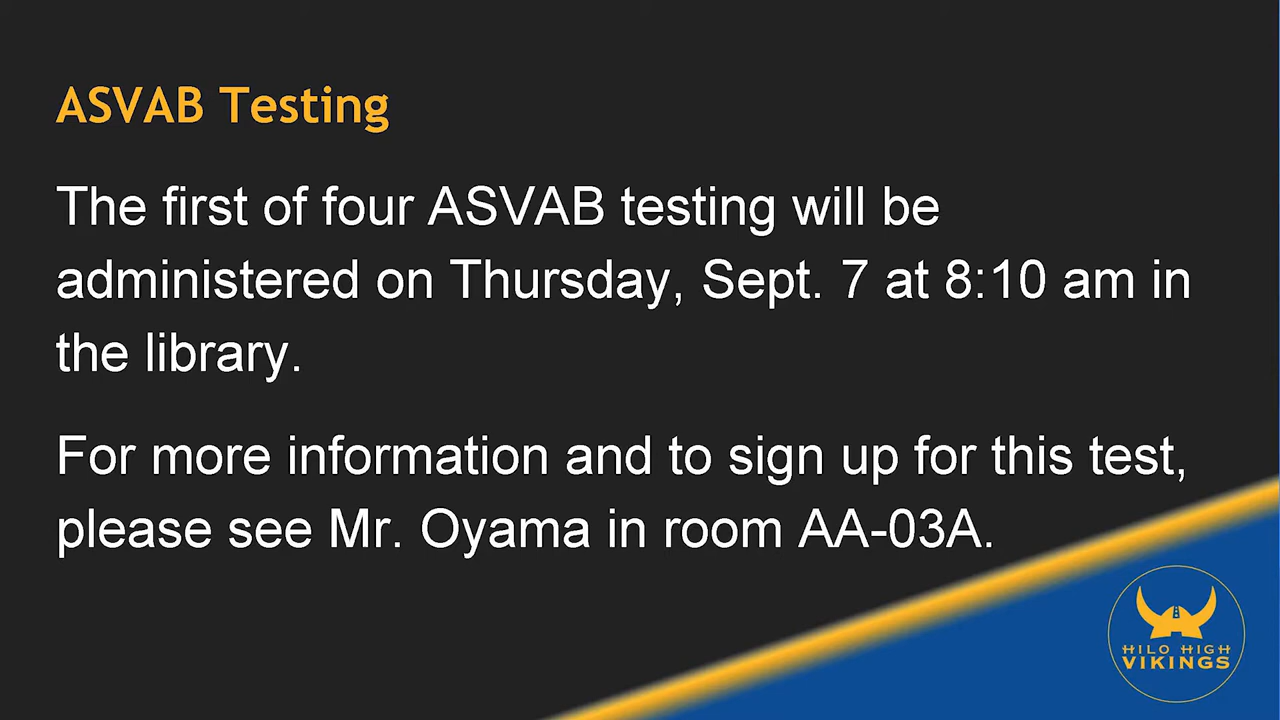 ASVAB Testing
The first of four ASVAB testing will be
administered on Thursday, Sept. 7 at 8:10 am in
the library.
For more information and to sign up for this test,
please see Mr. Oyama in room AA-03A.
HILO HIGH
VIKINGS